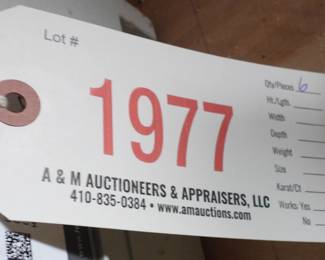 Lot #
1977
Qty/Pieces 6
Ht./Lgth.
Width
Depth
Weight
Size
Karat/Ct
Works: Yes
No
A & M AUCTIONEERS & APPRAISERS, LLC
410-835-0384 • www.amauctions.com